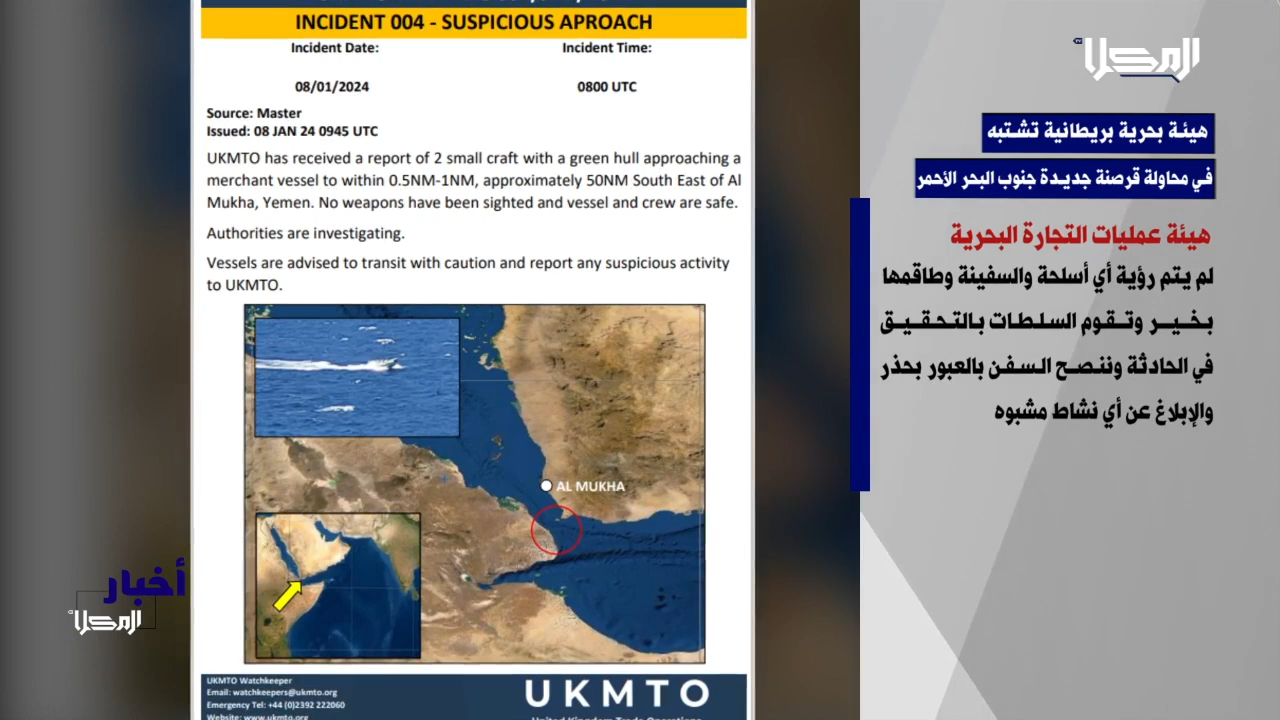 INCIDENT 004 - SUSPICIOUS APROACH
Incident Date:
Incident Time:
08/01/2024
0800 UTC
Source: Master
Issued: 08 JAN 24 0945 UTC
UKMTO has received a report of 2 small craft with a green hull approaching a
merchant vessel to within 0.5NM-1NM, approximately 50NM South East of Al
Mukha, Yemen. No weapons have been sighted and vessel and crew are safe.
Authorities are investigating.
Vessels are advised to transit with caution and report any suspicious activity
to UKMTO.
AL MUKHA
UKMTO Watchkeeper
Email: watchkeepers@ukmto.org
Emergency Tel: +44 (0)2392 222060
Website: www.ukmto.org
UKMTO
United Kingdom Trade Operations
المكلا
هيئة بحرية بريطانية تشتبه
في محاولة قرصنة جديدة جنوب البحر الأحمر
هيئة عمليات التجارة البحرية
لم يتم رؤية أي أسلحة والسفينة وطاقمها
بخير وتقوم السلطات بالتحقيق
في الحادثة وننصح السفن بالعبور بحذر
والإبلاغ عن أي نشاط مشبوه
أخبار
المكلا